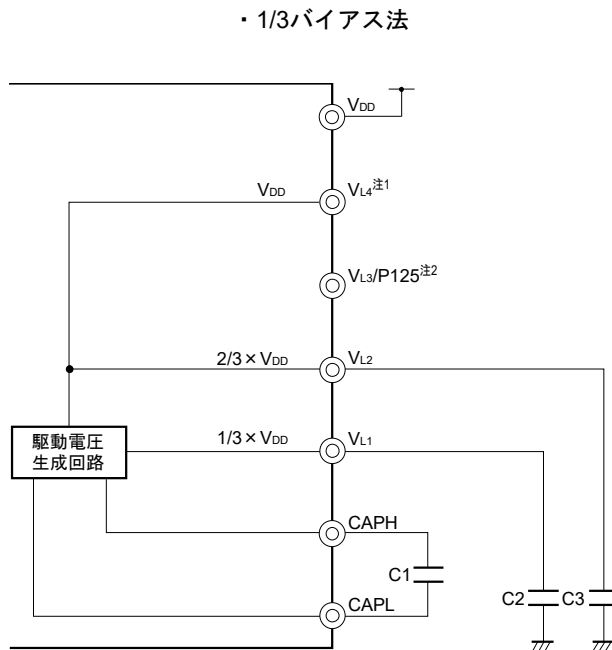 ・1/3バイアス法
VDD
VDD
VL4注1
VL3/P125注2
2/3×VDD
VL2
駆動電圧
生成回路
1/3×VDD
VL1
CAPH
C1
CAPL
C2
C3